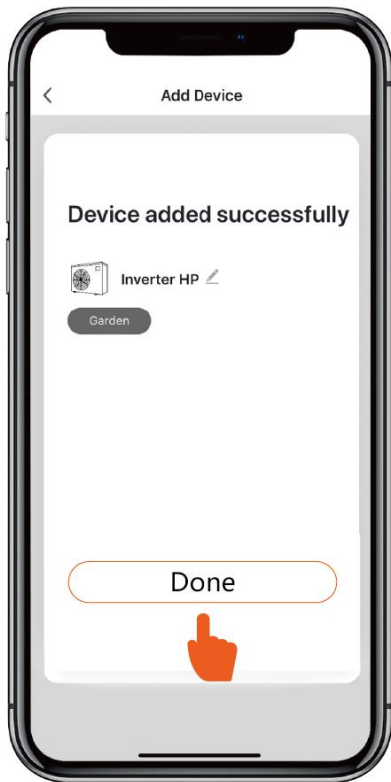 Add Device
Device added successfully
Inverter HP
Garden
Done